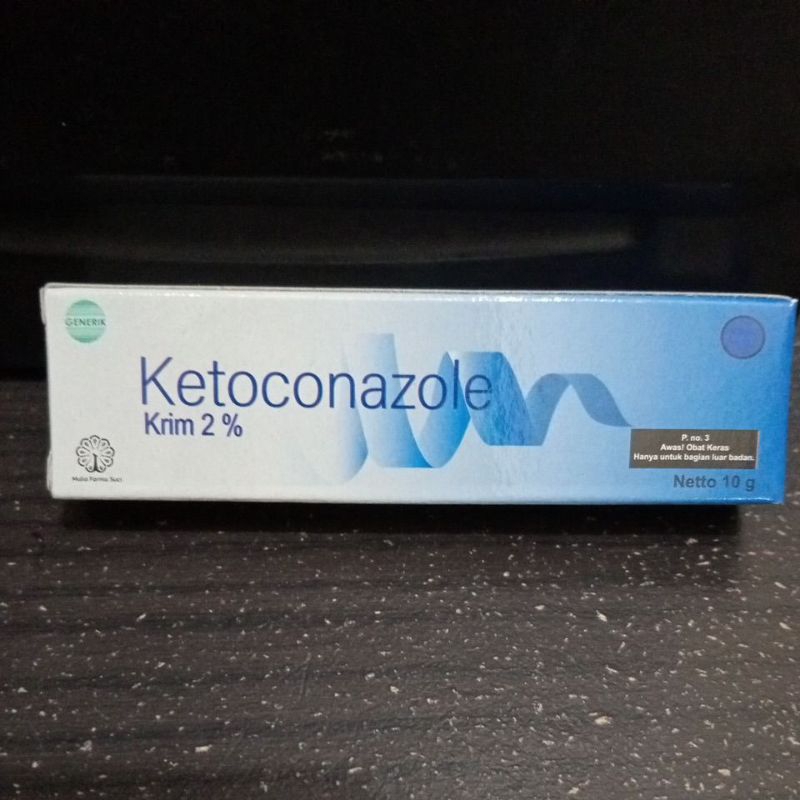 GENERIK
Ketoconazole
Krim 2 %
Mulia Farma Suci
P. no. 3
Awas! Obat Keras
Hanya untuk bagian luar badan.
Netto 10 g